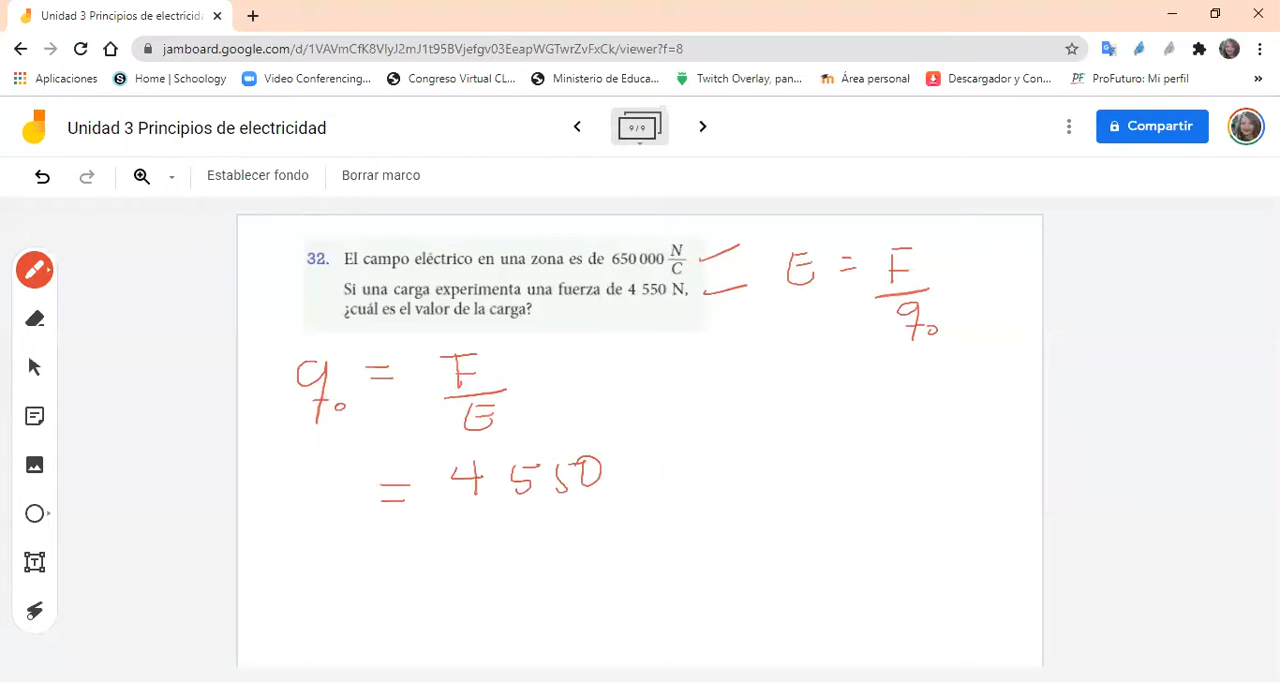 Unidad 3 Principios de electricid
jamboard.google.com/d/1VAVmCfK8VlyJ2mJ1t95BVjefgv03EeapWGTwrZvFxCk/viewer?f=8
Aplicaciones Home | Schoology Video Conferencing... Congreso Virtual CL... Ministerio de Educa... Twitch Overlay, pan... Área personal Descargador y Con... ProFuturo: Mi perfil »
Unidad 3 Principios de electricidad 9/9 Compartir
Establecer fondo Borrar marco
32. El campo eléctrico en una zona es de 650 000 N/C
Si una carga experimenta una fuerza de 4 550 N,
¿cuál es el valor de la carga?
E = F/q₀
q₀ = F/E
= 4 550